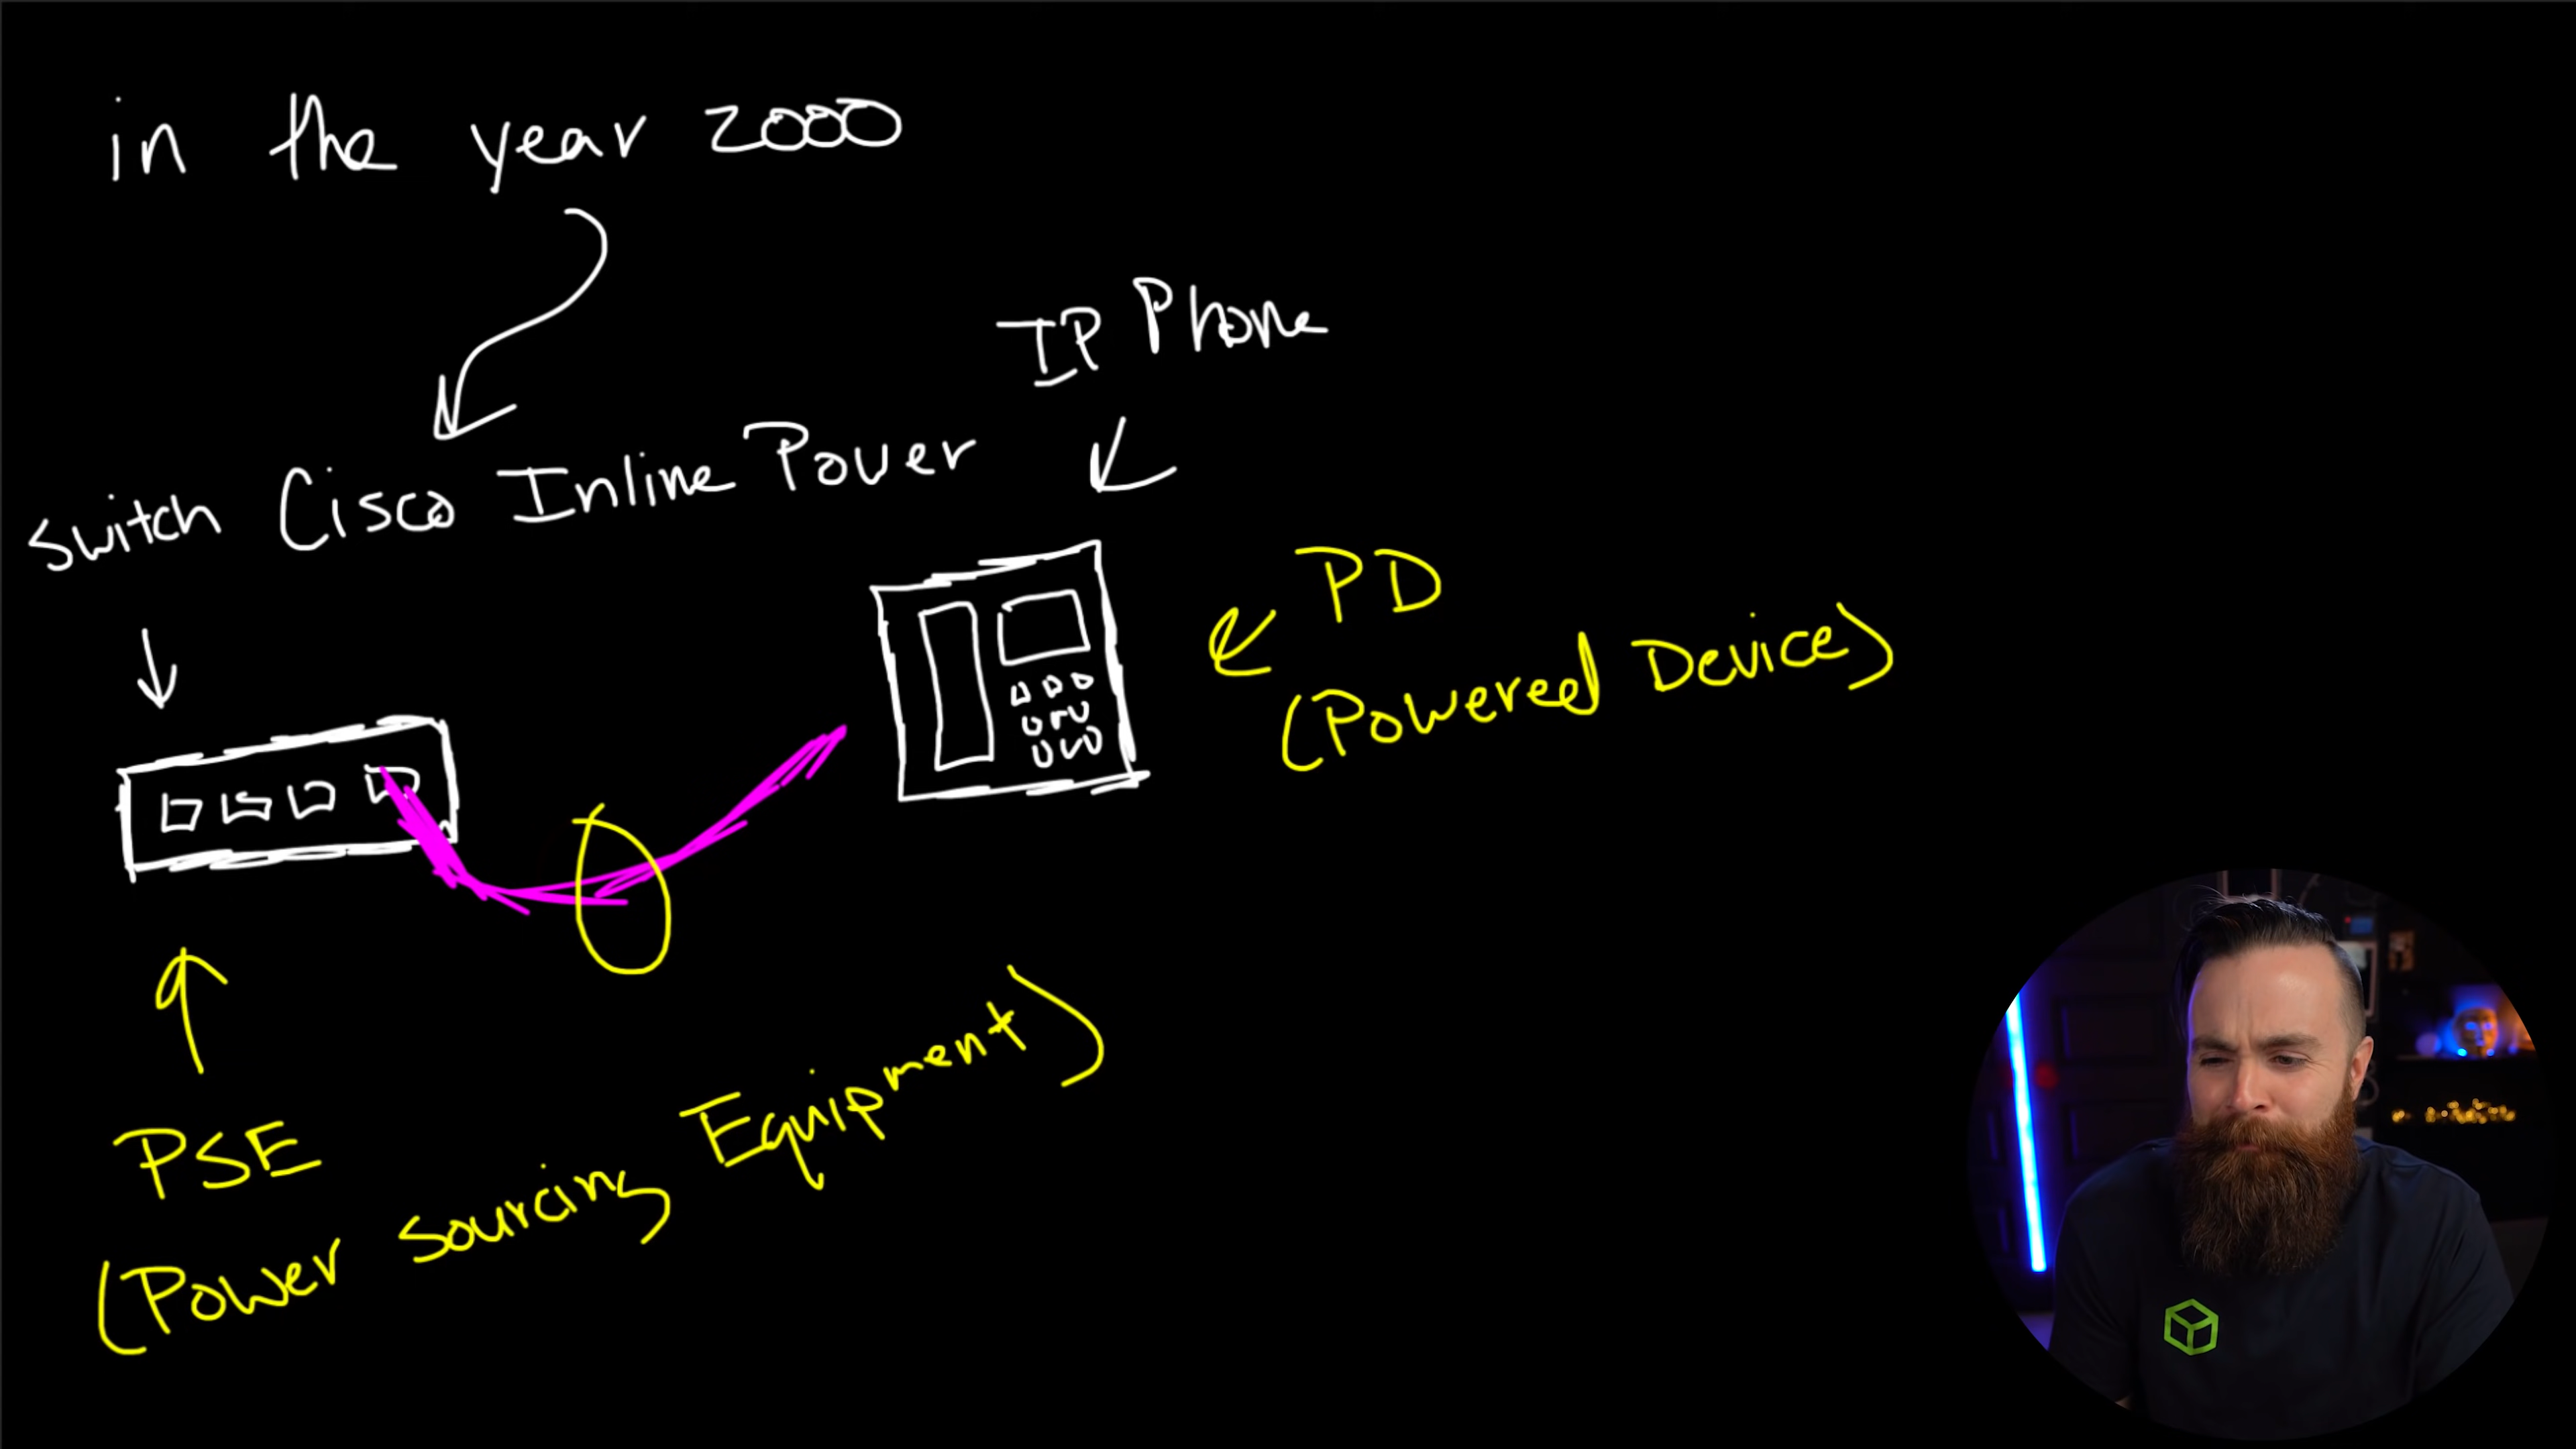 in the year 2000
IP Phone
switch Cisco Inline Power
PD
(Powered Device)
PSE
(Power sourcing Equipment)